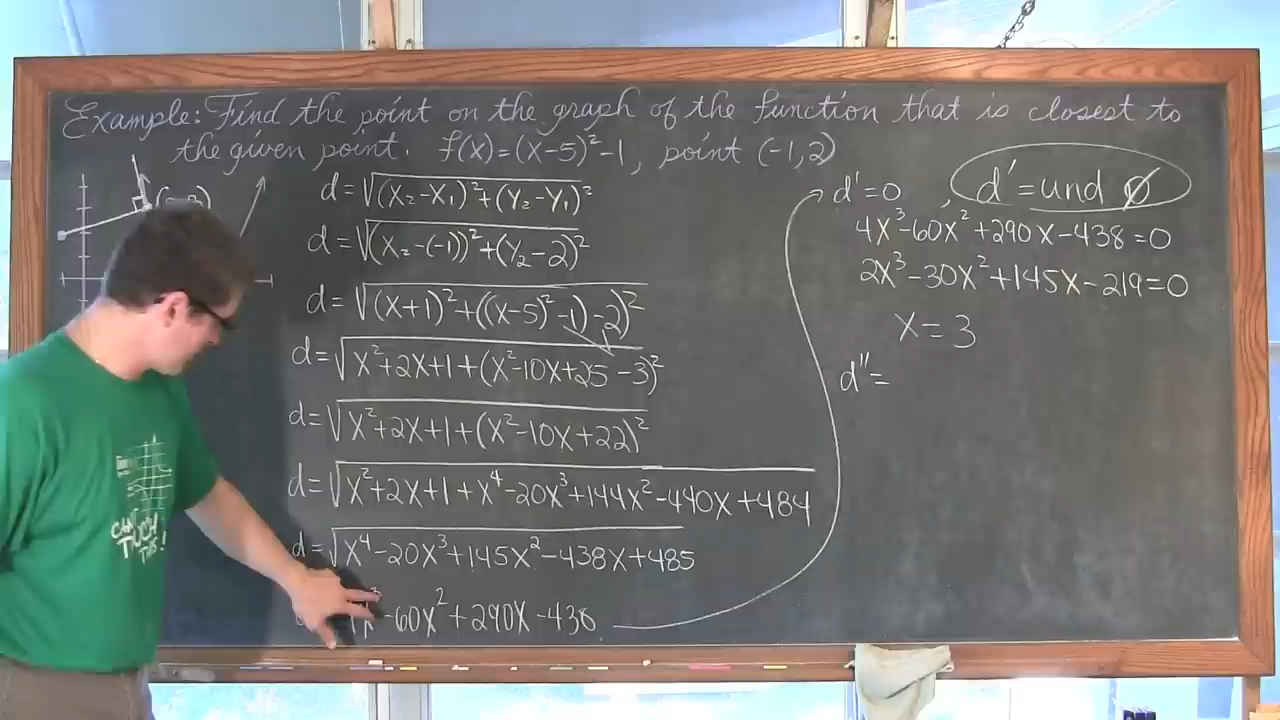 Example: Find the point on the graph of the function that is closest to
the given point. f(x)=(x-5)²-1, point (-1,2)
d=√(x₂-x₁)²+(y₂-y₁)²
d=√(x₂-(-1))²+(y₂-2)²
d=√(x+1)²+((x-5)²-1)-2)²
d=√x²+2x+1+(x²-10x+25-3)²
d=√x²+2x+1+(x²-10x+22)²
d=√x²+2x+1+x⁴-20x³+144x²-440x+484
d=√x⁴-20x³+145x²-438x+485
-60x²+290x-438
d'=0, d'=und ∅
4x³-60x²+290x-438=0
2x³-30x²+145x-219=0
x=3
d''=
CAN'T
TOUCH
THIS!